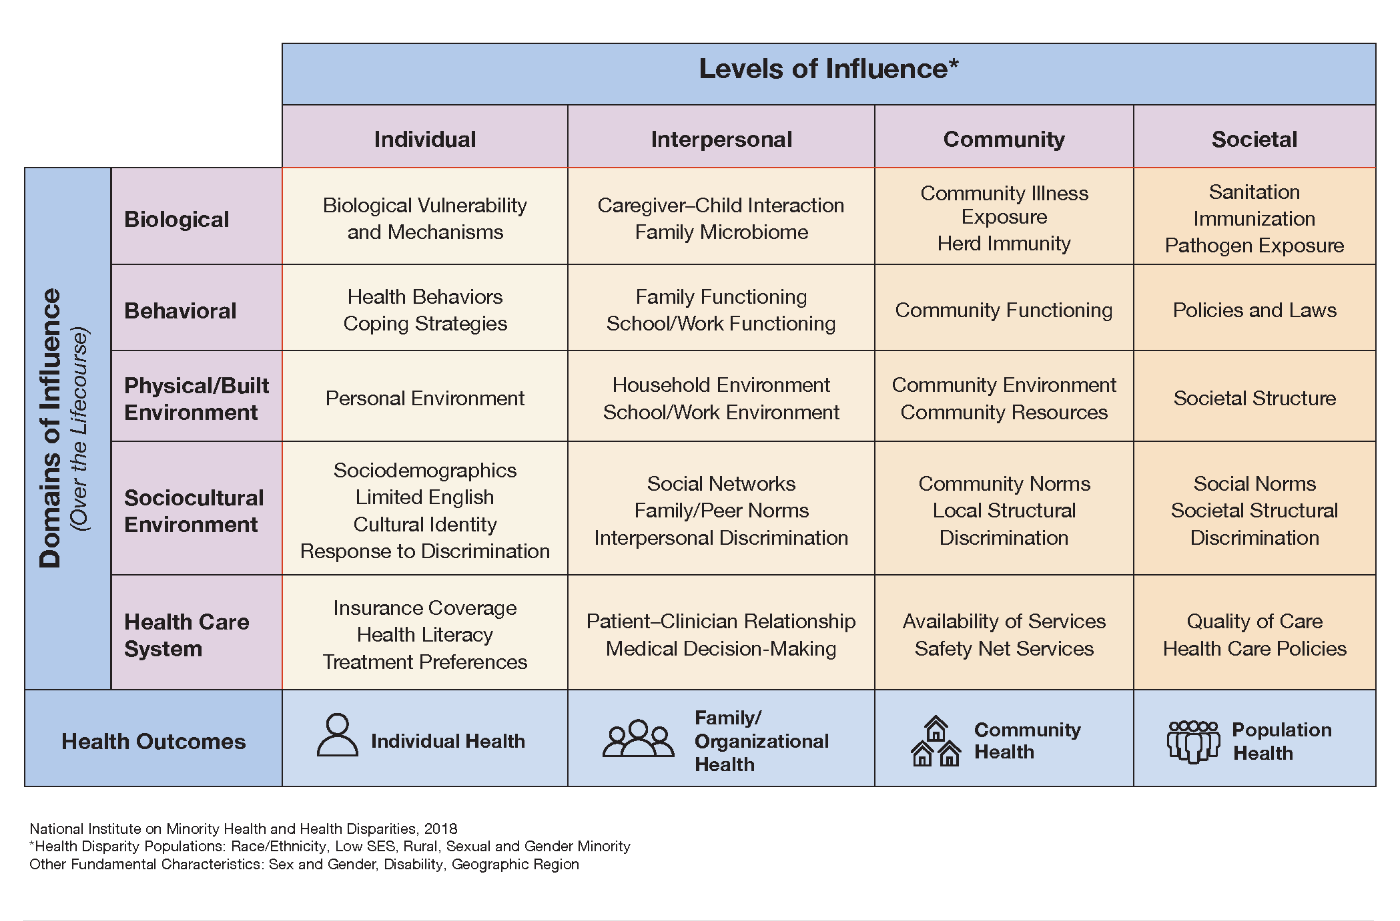 Levels of Influence*
Individual
Interpersonal
Community
Societal
Domains of Influence
(Over the Lifecourse)
Biological
Biological Vulnerability
and Mechanisms
Caregiver–Child Interaction
Family Microbiome
Community Illness
Exposure
Herd Immunity
Sanitation
Immunization
Pathogen Exposure
Behavioral
Health Behaviors
Coping Strategies
Family Functioning
School/Work Functioning
Community Functioning
Policies and Laws
Physical/Built
Environment
Personal Environment
Household Environment
School/Work Environment
Community Environment
Community Resources
Societal Structure
Sociocultural
Environment
Sociodemographics
Limited English
Cultural Identity
Response to Discrimination
Social Networks
Family/Peer Norms
Interpersonal Discrimination
Community Norms
Local Structural
Discrimination
Social Norms
Societal Structural
Discrimination
Health Care
System
Insurance Coverage
Health Literacy
Treatment Preferences
Patient–Clinician Relationship
Medical Decision-Making
Availability of Services
Safety Net Services
Quality of Care
Health Care Policies
Health Outcomes
Individual Health
Family/
Organizational
Health
Community
Health
Population
Health
National Institute on Minority Health and Health Disparities, 2018
*Health Disparity Populations: Race/Ethnicity, Low SES, Rural, Sexual and Gender Minority
Other Fundamental Characteristics: Sex and Gender, Disability, Geographic Region